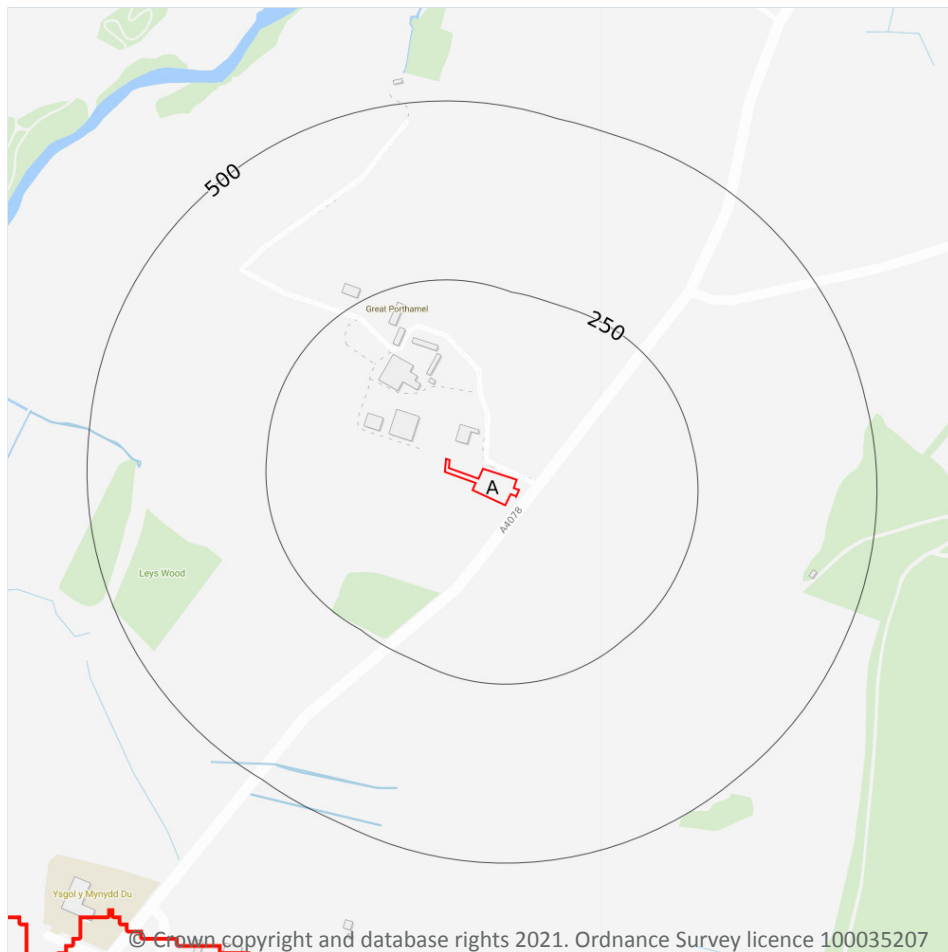 500
Great Porthamel
250
A
A4078
Leys Wood
Ysgol y Mynydd Du
© Crown copyright and database rights 2021. Ordnance Survey licence 100035207